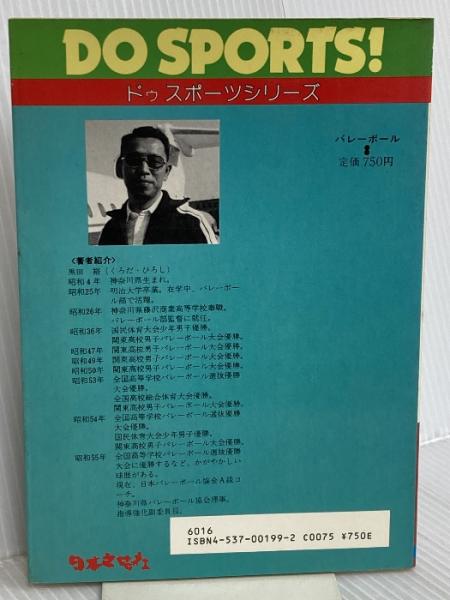 DO SPORTS!
ドゥ スポーツシリーズ
バレーボール
8
定価 750円
〈著者紹介〉
黒田 裕（くろだ・ひろし）
昭和4年 神奈川県生まれ。
昭和25年 明治大学卒業。在学中、バレーボー
ル部で活躍。
昭和26年 神奈川県藤沢商業高等学校奉職。
バレーボール部監督に就任。
昭和36年 国民体育大会少年男子優勝。
関東高校男子バレーボール大会優勝。
昭和47年 関東高校男子バレーボール大会優勝。
昭和49年 関東高校男子バレーボール大会優勝。
昭和50年 関東高校男子バレーボール大会優勝。
昭和53年 全国高等学校バレーボール選抜優勝
大会優勝。
全国高校総合体育大会優勝。
関東高校男子バレーボール大会優勝。
昭和54年 全国高等学校バレーボール選抜優勝
大会優勝。
国民体育大会少年男子優勝。
関東高校男子バレーボール大会優勝。
昭和55年 全国高等学校バレーボール選抜優勝
大会に優勝するなど、かがやかしい
球歴がある。
現在、日本バレーボール協会A級コ
ーチ。
神奈川県バレーボール協会理事。
指導強化副委員長。
6016
ISBN4-537-00199-2 C0075 ¥750E
日本文芸社